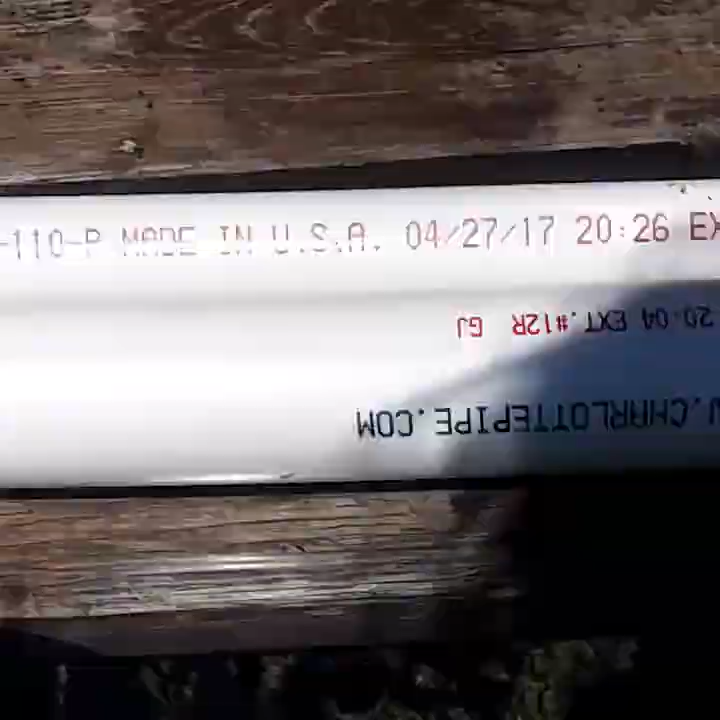 -110-P MADE IN U.S.A. 04/27/17 20:26 EX
20:04 EXT.#12R GJ
W.CHARLOTTEPIPE.COM